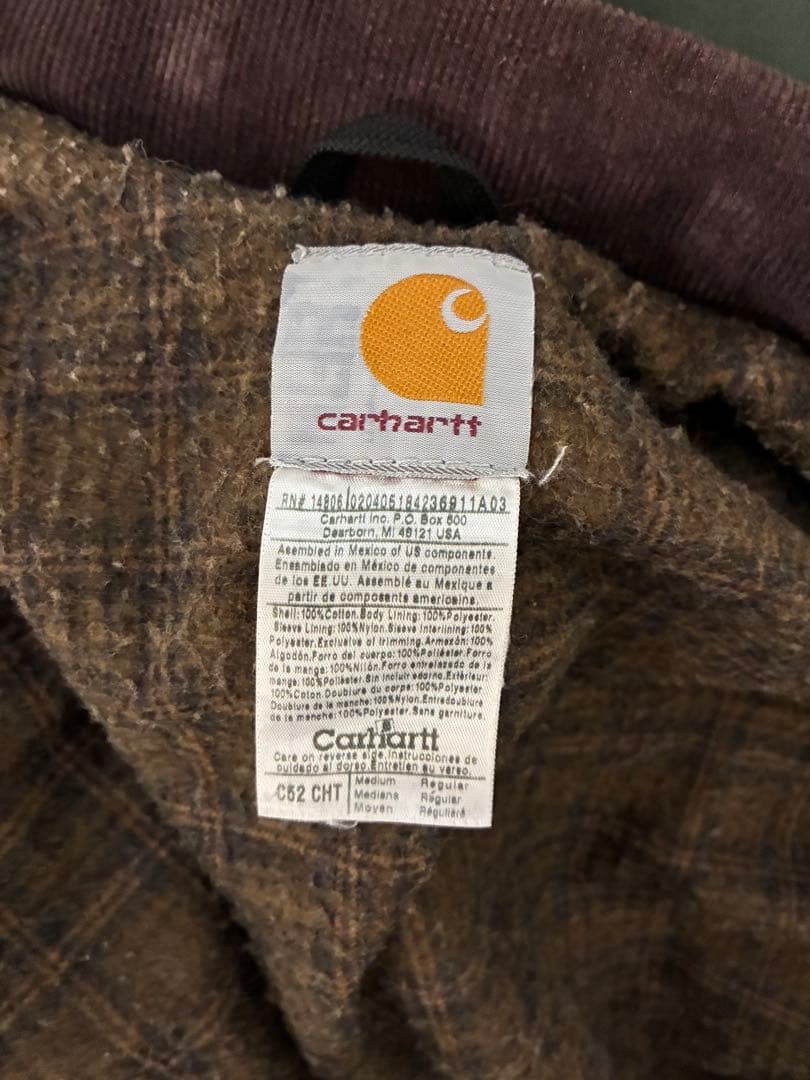 carhartt
RN# 14806 020406184236911A03
Carhartt Inc. P.O. Box 600
Dearborn, MI 48121 USA
Assembled in Mexico of US components.
Ensamblado en México de componentes
de los EE.UU. Assemblé au Mexique a
partir de composants americains.
Shell:100%Cotton.Body Lining:100%Polyester.
Sleeve Lining:100%Nylon.Sleeve Interlining:100%
Polyester.Exclusive of trimming.Armazón:100%
Algodón.Forro del cuerpo:100%Poliéster.Forro
de la manga:100%Nilón.Forro entrelazado de la
manga:100%Poliéster.Sin incluir adorno.Extérieur:
100%Coton.Doublure du corps:100%Polyester
Doublure de la manche:100%Nylon.Entredoublure
de la manche:100%Polyester.Sans garniture.
Carhartt
Care on reverse side.Instrucciones de
cuidado al dorso.Entretien au verso.
C52 CHT
Medium Regular
Medians Regular
Moyen Réguliere